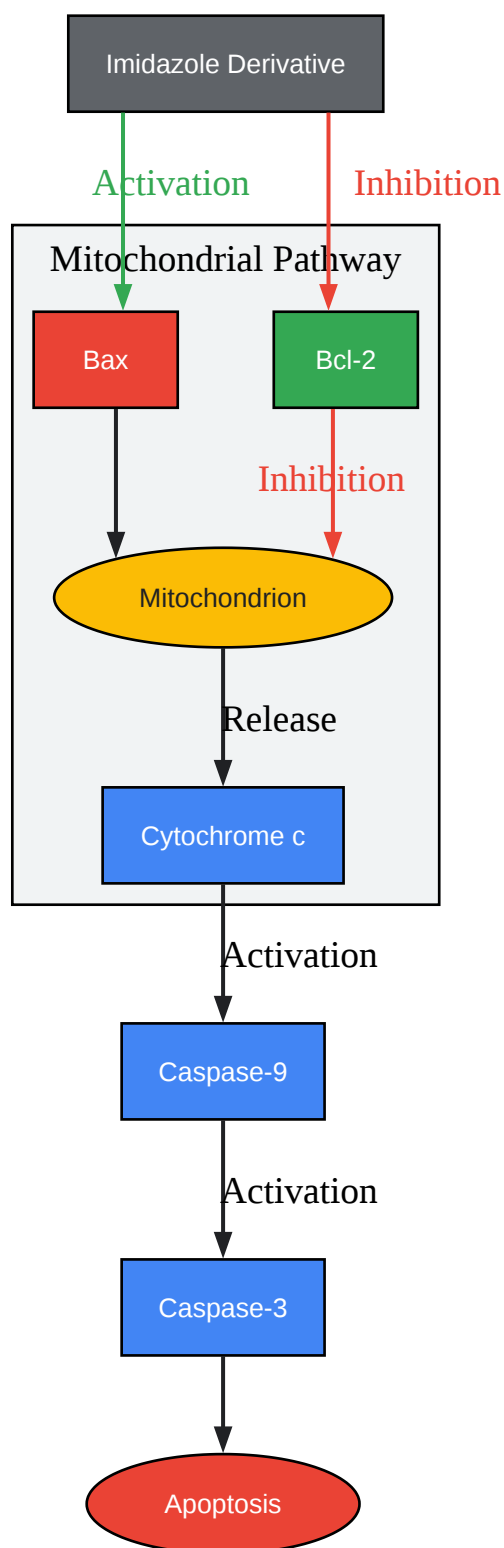 Imidazole Derivative
Activation
Inhibition
Mitochondrial Pathway
Bax
Bcl-2
Inhibition
Mitochondrion
Release
Cytochrome c
Activation
Caspase-9
Activation
Caspase-3
Apoptosis